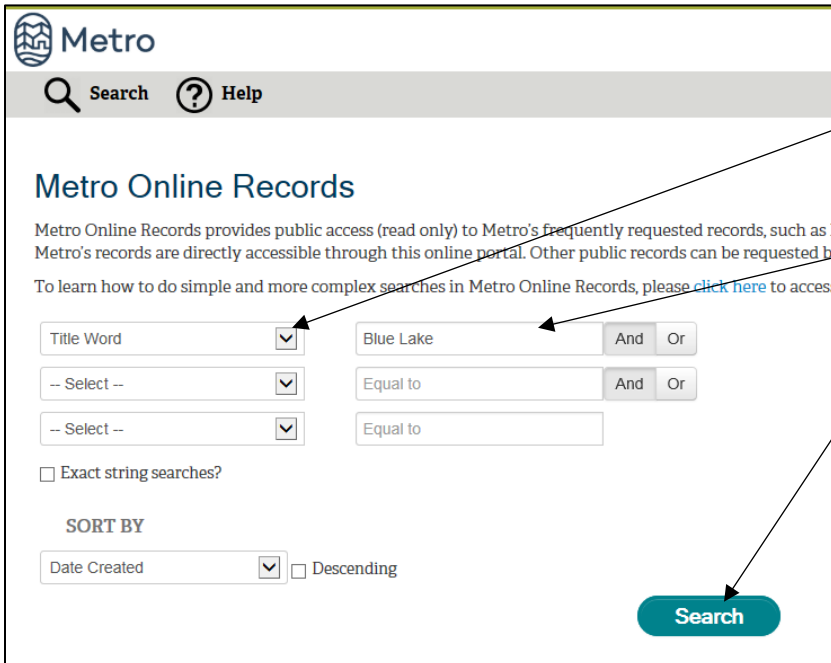 Metro
Search Help
Metro Online Records
Metro Online Records provides public access (read only) to Metro's frequently requested records, such as
Metro's records are directly accessible through this online portal. Other public records can be requested
To learn how to do simple and more complex searches in Metro Online Records, please click here to access
Title Word Blue Lake And Or
-- Select -- Equal to And Or
-- Select -- Equal to
Exact string searches?
SORT BY
Date Created Descending
Search